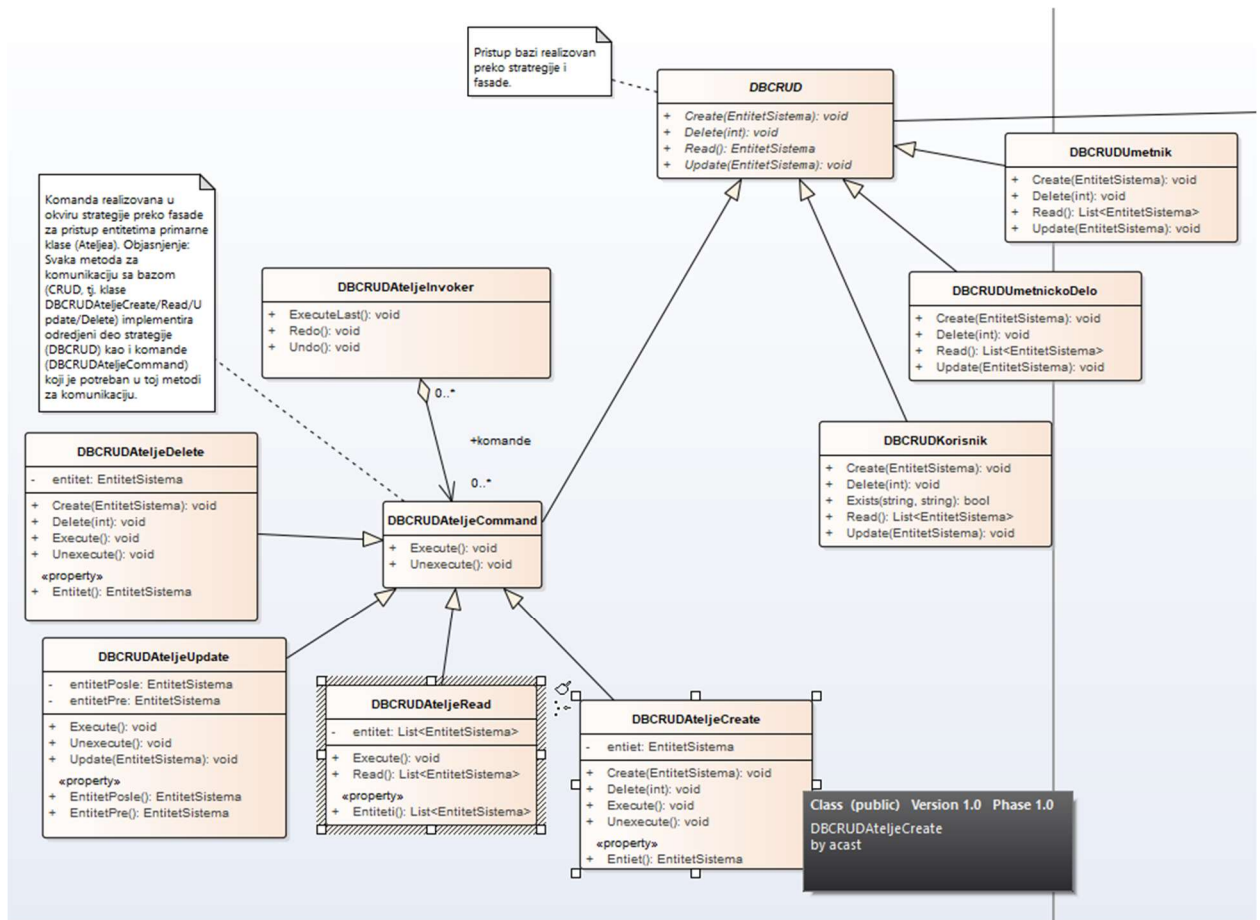 Pristup bazi realizovan
preko stratregije i
fasade.
DBCRUD
+ Create(EntitetSistema): void
+ Delete(int): void
+ Read(): EntitetSistema
+ Update(EntitetSistema): void
DBCRUDUmetnik
+ Create(EntitetSistema): void
+ Delete(int): void
+ Read(): List<EntitetSistema>
+ Update(EntitetSistema): void
Komanda realizovana u
okviru strategije preko fasade
za pristup entitetima primarne
klase (Ateljea). Objasnjenje:
Svaka metoda za
komunikaciju sa bazom
(CRUD, tj. klase
DBCRUDAteljeCreate/Read/U
pdate/Delete) implementira
odredjeni deo strategije
(DBCRUD) kao i komande
(DBCRUDAteljeCommand)
koji je potreban u toj metodi
za komunikaciju.
DBCRUDAteljeInvoker
+ ExecuteLast(): void
+ Redo(): void
+ Undo(): void
0..*
+komande
0..*
DBCRUDUmetnickoDelo
+ Create(EntitetSistema): void
+ Delete(int): void
+ Read(): List<EntitetSistema>
+ Update(EntitetSistema): void
DBCRUDKorisnik
+ Create(EntitetSistema): void
+ Delete(int): void
+ Exists(string, string): bool
+ Read(): List<EntitetSistema>
+ Update(EntitetSistema): void
DBCRUDAteljeDelete
- entitet: EntitetSistema
+ Create(EntitetSistema): void
+ Delete(int): void
+ Execute(): void
+ Unexecute(): void
«property»
+ Entitet(): EntitetSistema
DBCRUDAteljeCommand
+ Execute(): void
+ Unexecute(): void
DBCRUDAteljeUpdate
- entitetPosle: EntitetSistema
- entitetPre: EntitetSistema
+ Execute(): void
+ Unexecute(): void
+ Update(EntitetSistema): void
«property»
+ EntitetPosle(): EntitetSistema
+ EntitetPre(): EntitetSistema
DBCRUDAteljeRead
- entitet: List<EntitetSistema>
+ Execute(): void
+ Read(): List<EntitetSistema>
«property»
+ Entiteti(): List<EntitetSistema>
DBCRUDAteljeCreate
- entiet: EntitetSistema
+ Create(EntitetSistema): void
+ Delete(int): void
+ Execute(): void
+ Unexecute(): void
«property»
+ Entiet(): EntitetSistema
Class (public) Version 1.0 Phase 1.0
DBCRUDAteljeCreate
by acast